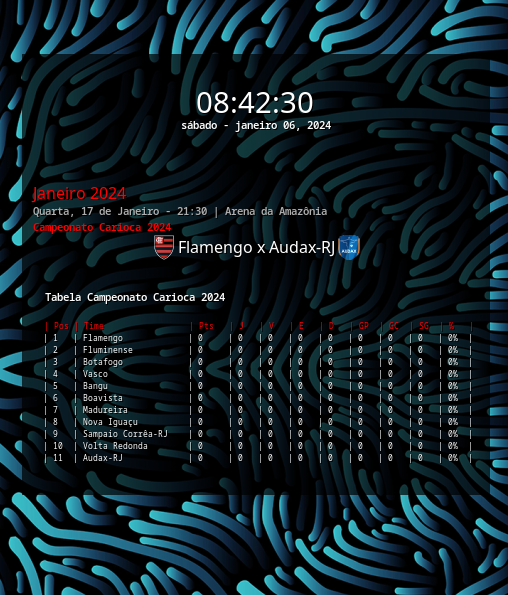 08:42:30
sábado - janeiro 06, 2024
Janeiro 2024
Quarta, 17 de Janeiro - 21:30 | Arena da Amazônia
Campeonato Carioca 2024
Flamengo x Audax-RJ
AUDAX
Tabela Campeonato Carioca 2024
| Pos | Time | Pts | J | V | E | D | GP | GC | SG | % |
| 1 | Flamengo | 0 | 0 | 0 | 0 | 0 | 0 | 0 | 0 | 0% |
| 2 | Fluminense | 0 | 0 | 0 | 0 | 0 | 0 | 0 | 0 | 0% |
| 3 | Botafogo | 0 | 0 | 0 | 0 | 0 | 0 | 0 | 0 | 0% |
| 4 | Vasco | 0 | 0 | 0 | 0 | 0 | 0 | 0 | 0 | 0% |
| 5 | Bangu | 0 | 0 | 0 | 0 | 0 | 0 | 0 | 0 | 0% |
| 6 | Boavista | 0 | 0 | 0 | 0 | 0 | 0 | 0 | 0 | 0% |
| 7 | Madureira | 0 | 0 | 0 | 0 | 0 | 0 | 0 | 0 | 0% |
| 8 | Nova Iguaçu | 0 | 0 | 0 | 0 | 0 | 0 | 0 | 0 | 0% |
| 9 | Sampaio Corrêa-RJ | 0 | 0 | 0 | 0 | 0 | 0 | 0 | 0 | 0% |
| 10 | Volta Redonda | 0 | 0 | 0 | 0 | 0 | 0 | 0 | 0 | 0% |
| 11 | Audax-RJ | 0 | 0 | 0 | 0 | 0 | 0 | 0 | 0 | 0% |